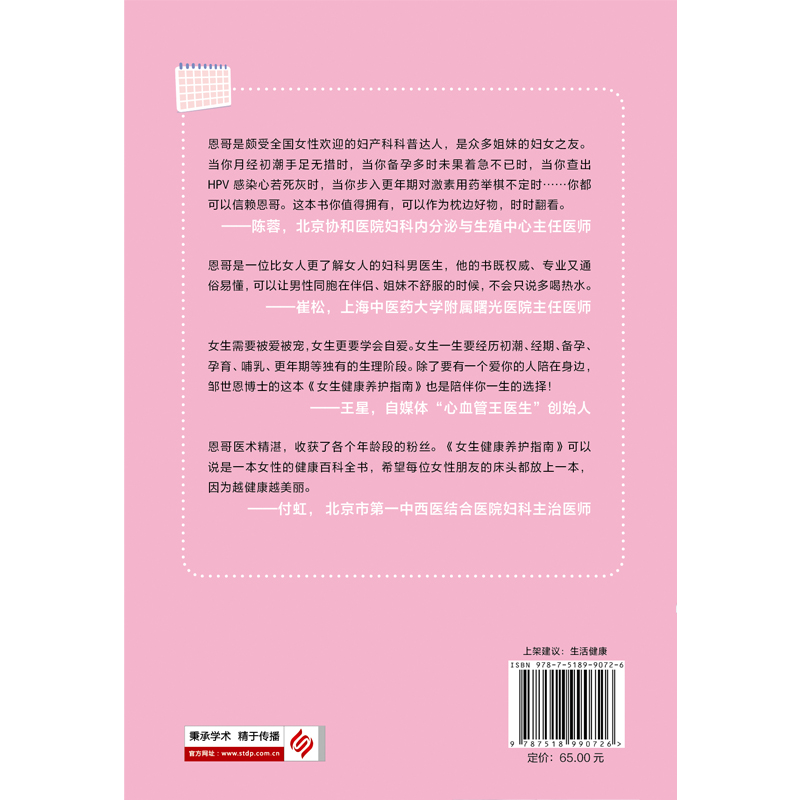 恩哥是颇受全国女性欢迎的妇产科科普达人，是众多姐妹的妇女之友。
当你月经初潮手足无措时，当你备孕多时未果着急不已时，当你查出
HPV 感染心若死灰时，当你步入更年期对激素用药举棋不定时……你都
可以信赖恩哥。这本书你值得拥有，可以作为枕边好物，时时翻看。
——陈蓉，北京协和医院妇科内分泌与生殖中心主任医师
恩哥是一位比女人更了解女人的妇科男医生，他的书既权威、专业又通
俗易懂，可以让男性同胞在伴侣、姐妹不舒服的时候，不会只说多喝热水。
——崔松，上海中医药大学附属曙光医院主任医师
女生需要被爱被宠，女生更要学会自爱。女生一生要经历初潮、经期、备孕、
孕育、哺乳、更年期等独有的生理阶段。除了要有一个爱你的人陪在身边，
邹世恩博士的这本《女生健康养护指南》也是陪伴你一生的选择！
——王星，自媒体“心血管王医生”创始人
恩哥医术精湛，收获了各个年龄段的粉丝。《女生健康养护指南》可以
说是一本女性的健康百科全书，希望每位女性朋友的床头都放上一本，
因为越健康越美丽。
——付虹， 北京市第一中西医结合医院妇科主治医师
上架建议：生活健康
ISBN 978-7-5189-9072-6
9 787518 990726>
定价：65.00 元
秉承学术 精于传播
官方网址：www.stdp.com.cn